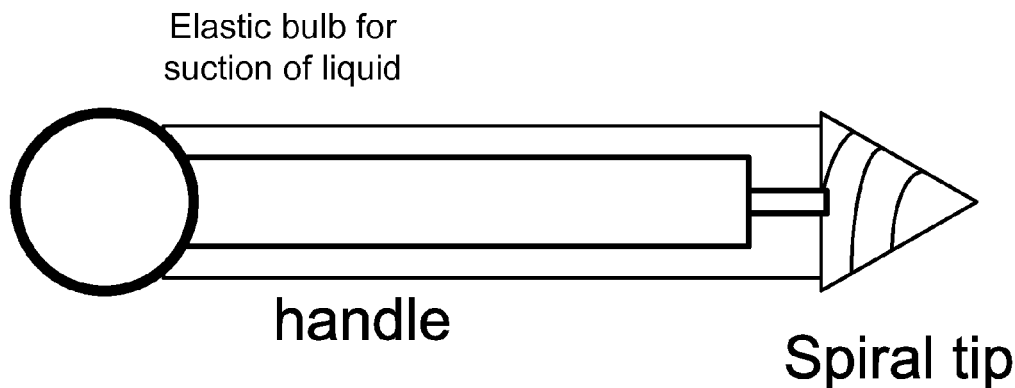 Elastic bulb for
suction of liquid
handle
Spiral tip